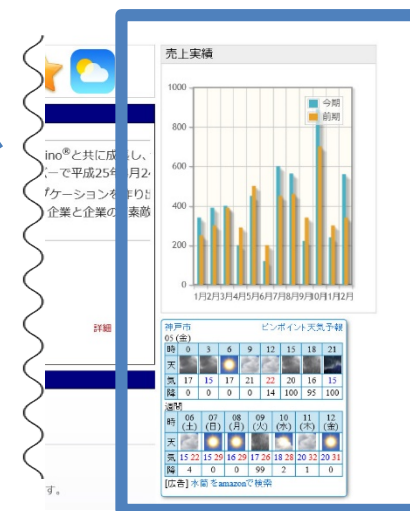 売上実績
1000
800
600
400
200
0
今期
前期
1月2月3月4月5月6月7月8月9月10月11月12月
ino®と共に成
し、
ーで平成25年
月2
ケーションを
り出
企業と企業の
素敵
詳細
す。
神戸市 ピンポイント天気予報
05 (金)
時 0 3 6 9 12 15 18 21
天
気 17 15 17 21 22 20 16 15
降 0 0 0 0 14 100 95 100
週間
時 06 07 08 09 10 11 12
(土) (日) (月) (火) (水) (木) (金)
天
気 15 22 15 29 16 29 17 26 18 28 20 32 20 31
降 4 0 0 99 2 1 0
[広告] 水筒をamazonで検索